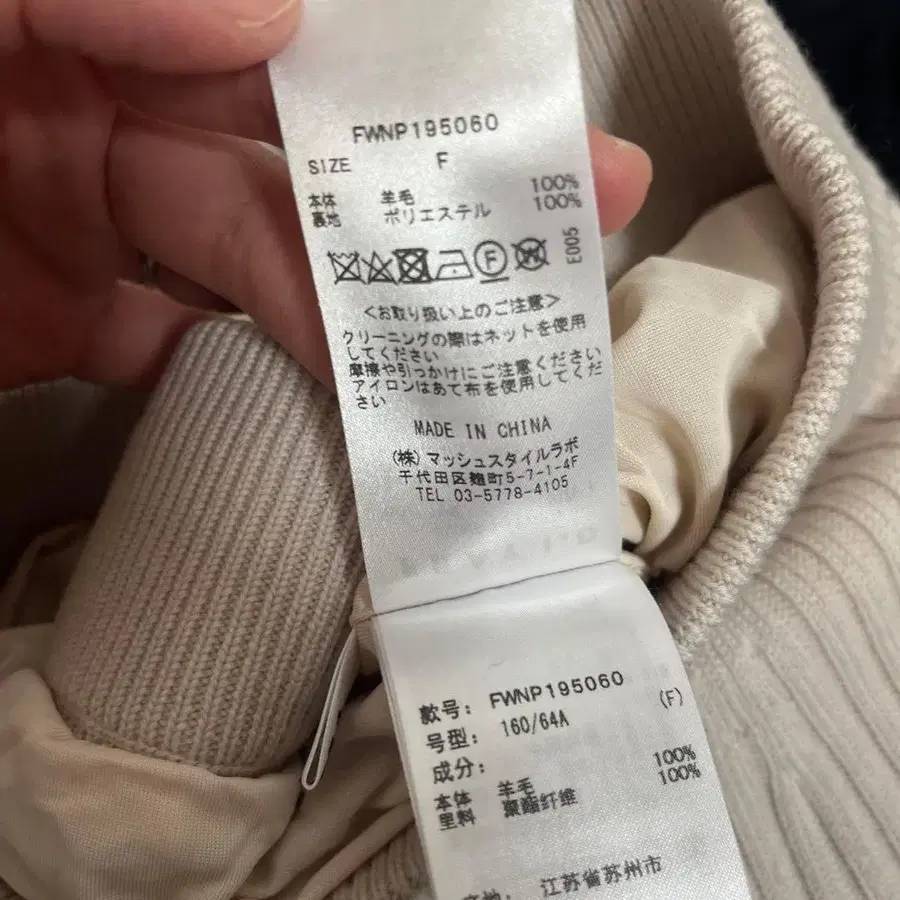 FWNP195060
SIZE F
本体 羊毛 100%
裏地 ポリエステル 100%
F W E005
<お取り扱い上のご注意>
クリーニングの際はネットを使用
してください
摩擦や引っかけにご注意ください
アイロンはあて布を使用してくだ
さい
MADE IN CHINA
(株)マッシュスタイルラボ
千代田区麹町5-7-1-4F
TEL 03-5778-4105
款号: FWNP195060
号型: 160/64A (F)
成分:
本体 羊毛 100%
里料 聚酯纤维 100%
江苏省苏州市